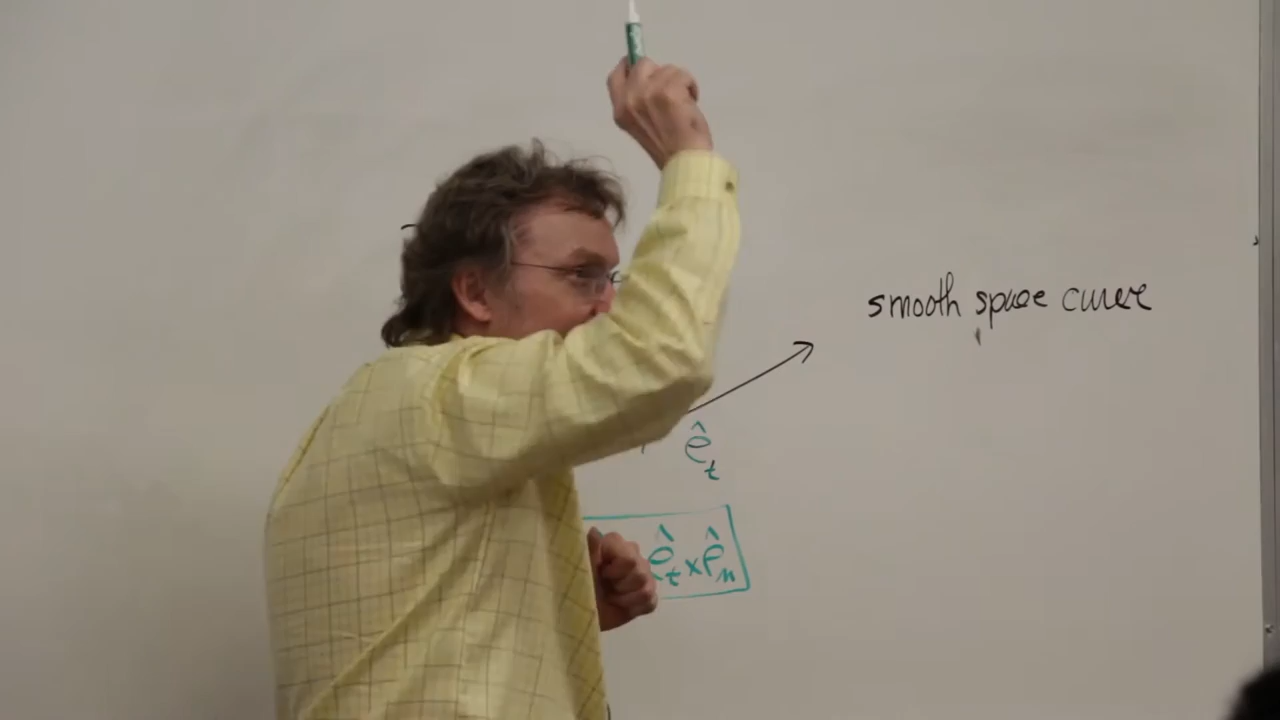 smooth space curve
ê_t
ê_t x ê_n